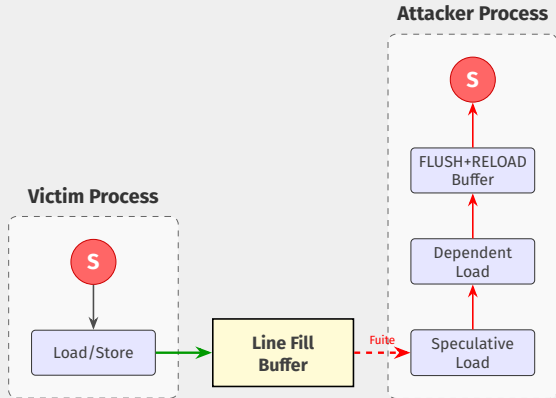 Attacker Process
S
FLUSH+RELOAD
Buffer
Dependent
Load
Speculative
Load
Victim Process
S
Load/Store
Line Fill
Buffer
Fuite